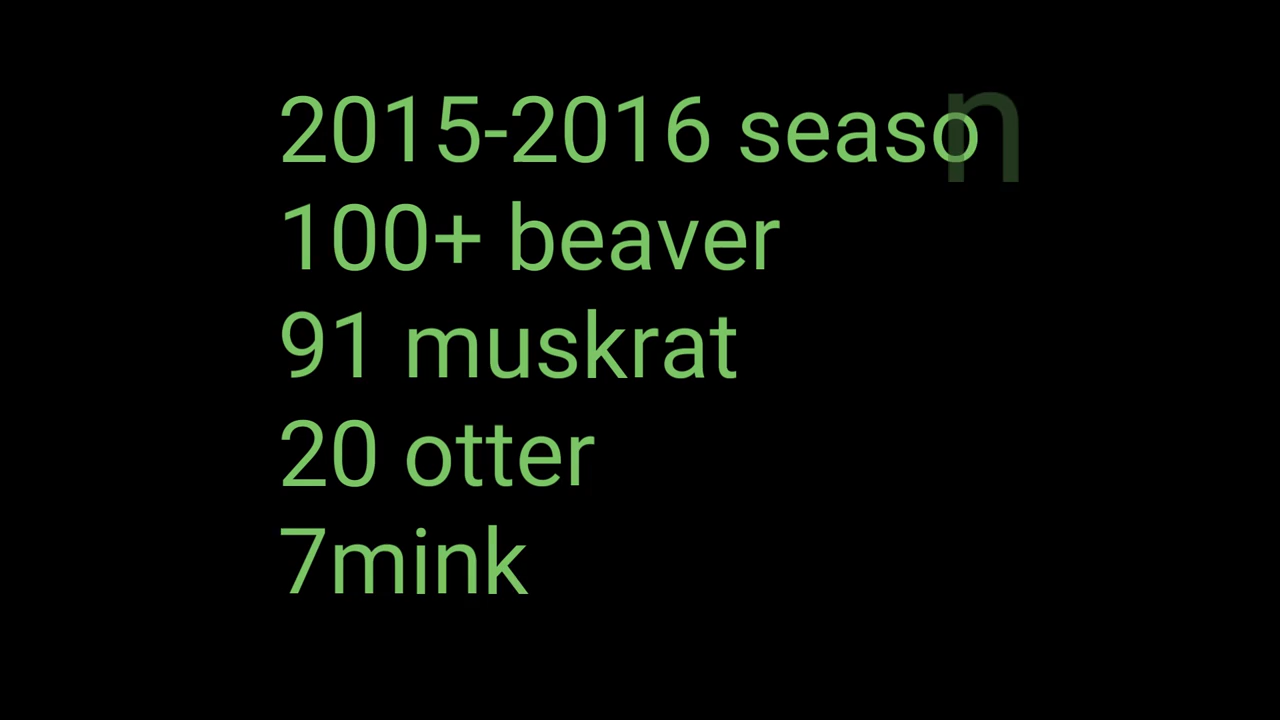 2015-2016 season
100+ beaver
91 muskrat
20 otter
7mink